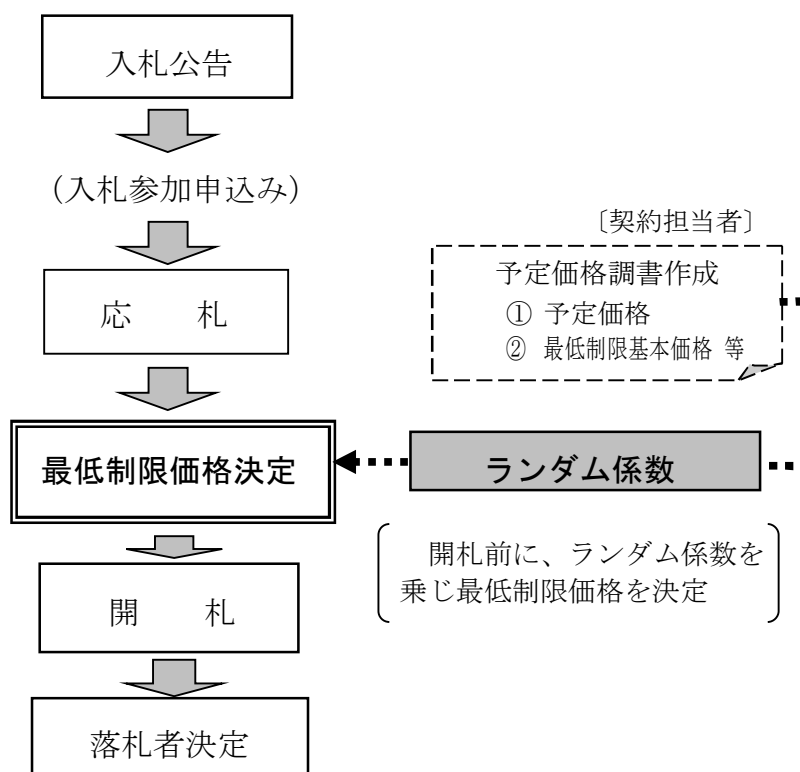 入札公告
（入札参加申込み）
応　　札
〔契約担当者〕
予定価格調書作成
① 予定価格
② 最低制限基本価格 等
最低制限価格決定
ランダム係数
開札前に、ランダム係数を
乗じ最低制限価格を決定
開　　札
落札者決定